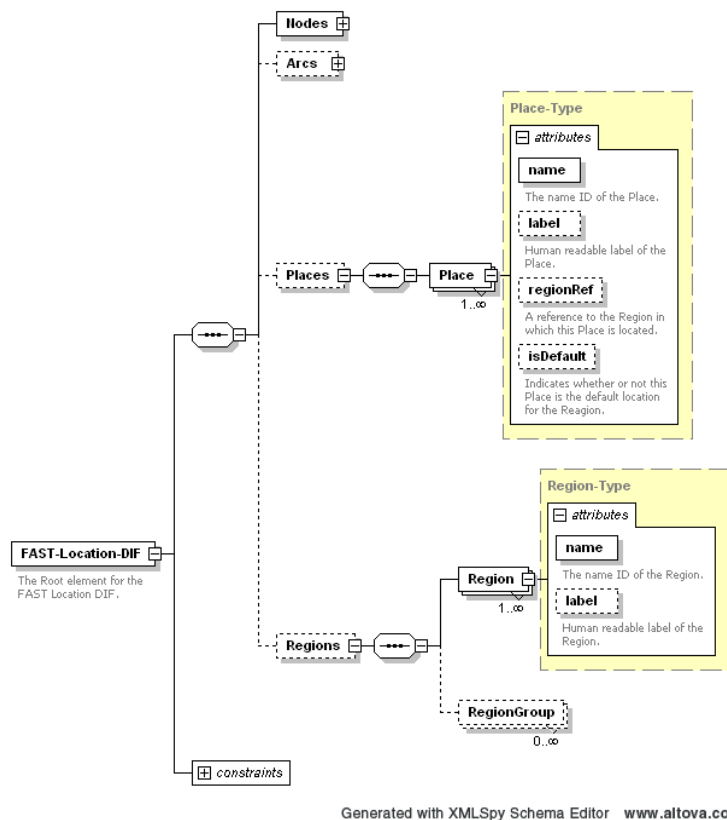 Nodes
Arcs
Place-Type
attributes
name
The name ID of the Place.
label
Human readable label of the
Place.
Places
Place
1..∞
regionRef
A reference to the Region in
which this Place is located.
isDefault
Indicates whether or not this
Place is the default location
for the Reagion.
Region-Type
attributes
name
The name ID of the Region.
label
Human readable label of the
Region.
FAST-Location-DIF
The Root element for the
FAST Location DIF.
Region
1..∞
Regions
RegionGroup
0..∞
constraints
Generated with XMLSpy Schema Editor www.altova.co